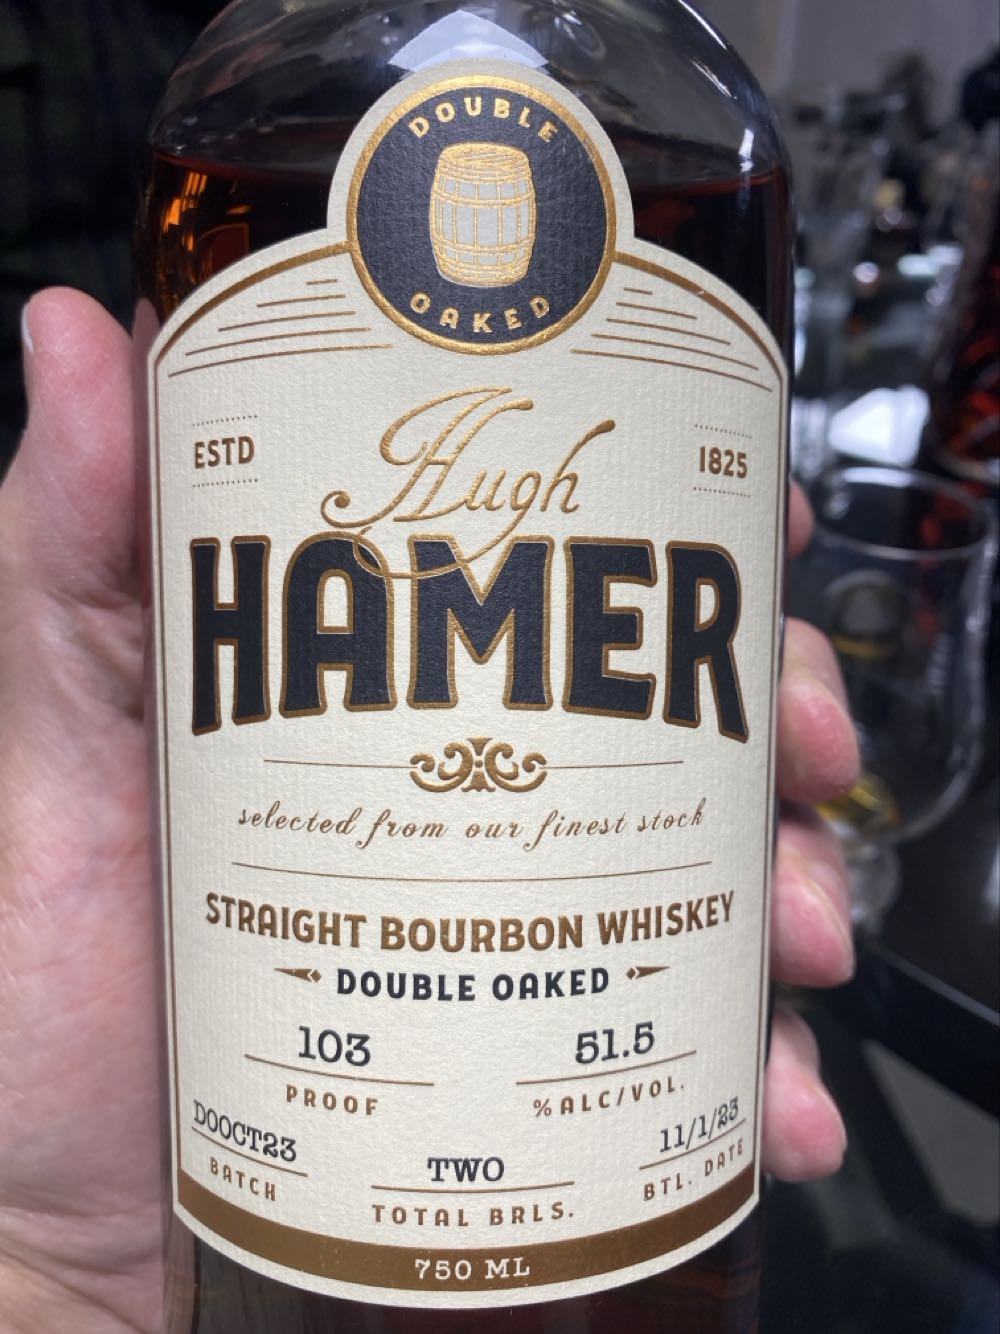 DOUBLE
OAKED
ESTD
Hugh
1825
HAMER
selected from our finest stock
STRAIGHT BOURBON WHISKEY
DOUBLE OAKED
103
PROOF
51.5
%ALC/VOL.
DOOCT23
BATCH
TWO
TOTAL BRLS.
11/1/23
BTL. DATE
750 ML